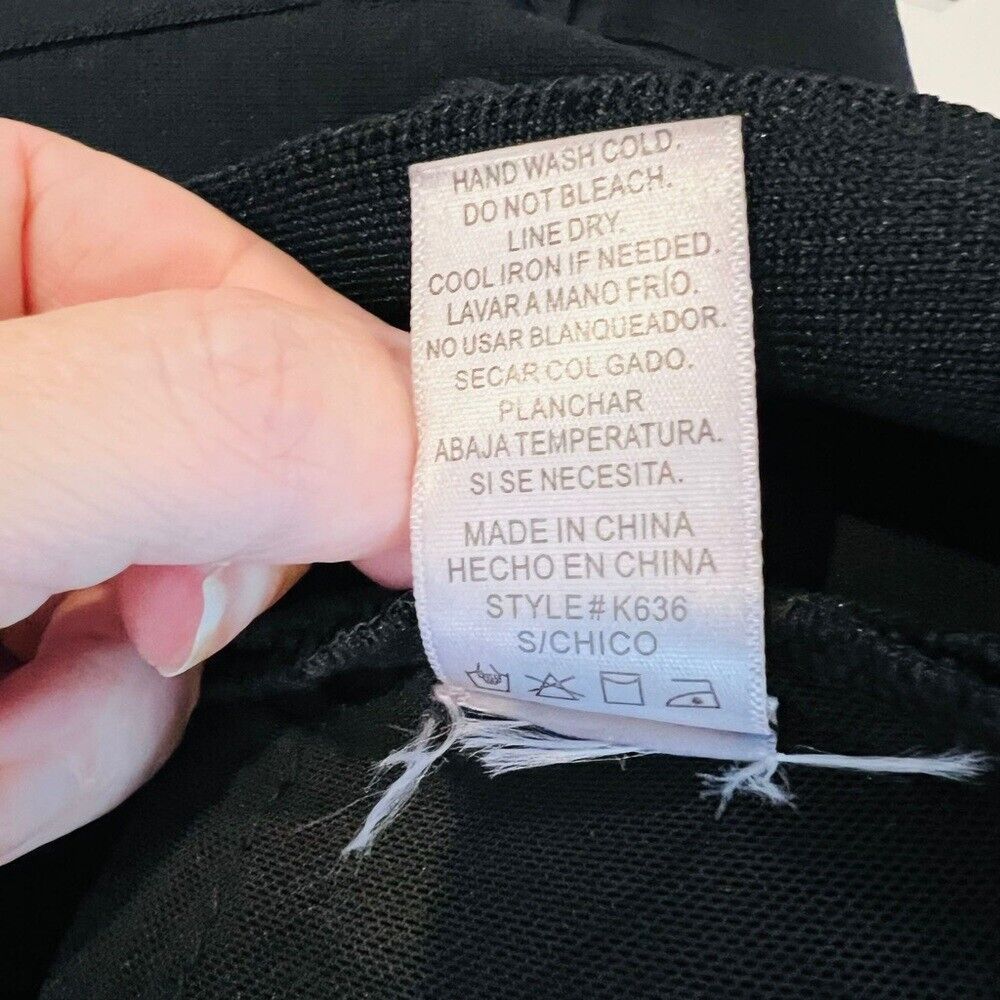 HAND WASH COLD.
DO NOT BLEACH.
LINE DRY.
COOL IRON IF NEEDED.
LAVAR A MANO FRÍO.
NO USAR BLANQUEADOR.
SECAR COLGADO.
PLANCHAR
ABAJA TEMPERATURA.
SI SE NECESITA.
MADE IN CHINA
HECHO EN CHINA
STYLE# K636
S/CHICO